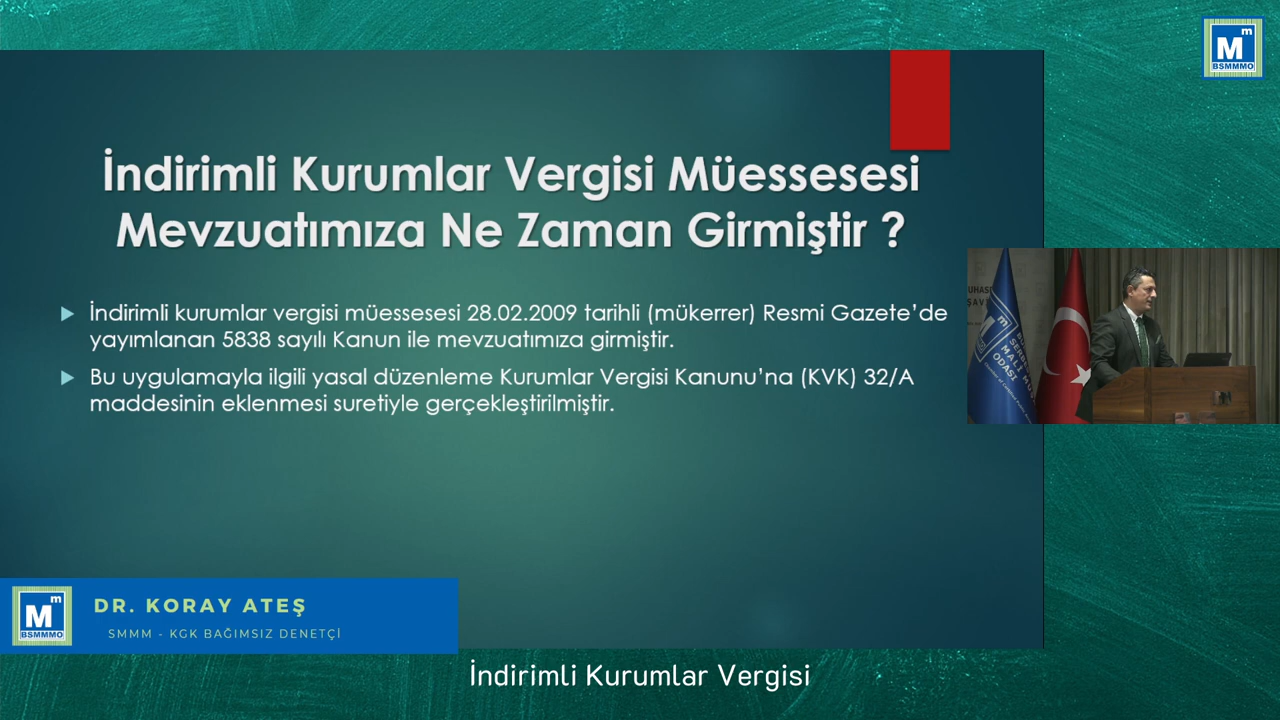 m
M
BSMMMO
İndirimli Kurumlar Vergisi Müessesesi
Mevzuatımıza Ne Zaman Girmiştir ?
İndirimli kurumlar vergisi müessesesi 28.02.2009 tarihli (mükerrer) Resmi Gazete’de
yayımlanan 5838 sayılı Kanun ile mevzuatımıza girmiştir.
Bu uygulamayla ilgili yasal düzenleme Kurumlar Vergisi Kanunu’na (KVK) 32/A
maddesinin eklenmesi suretiyle gerçekleştirilmiştir.
MALİ
ODASI
m
M
BSMMMO
DR. KORAY ATEŞ
SMMM - KGK BAĞIMSIZ DENETÇİ
İndirimli Kurumlar Vergisi